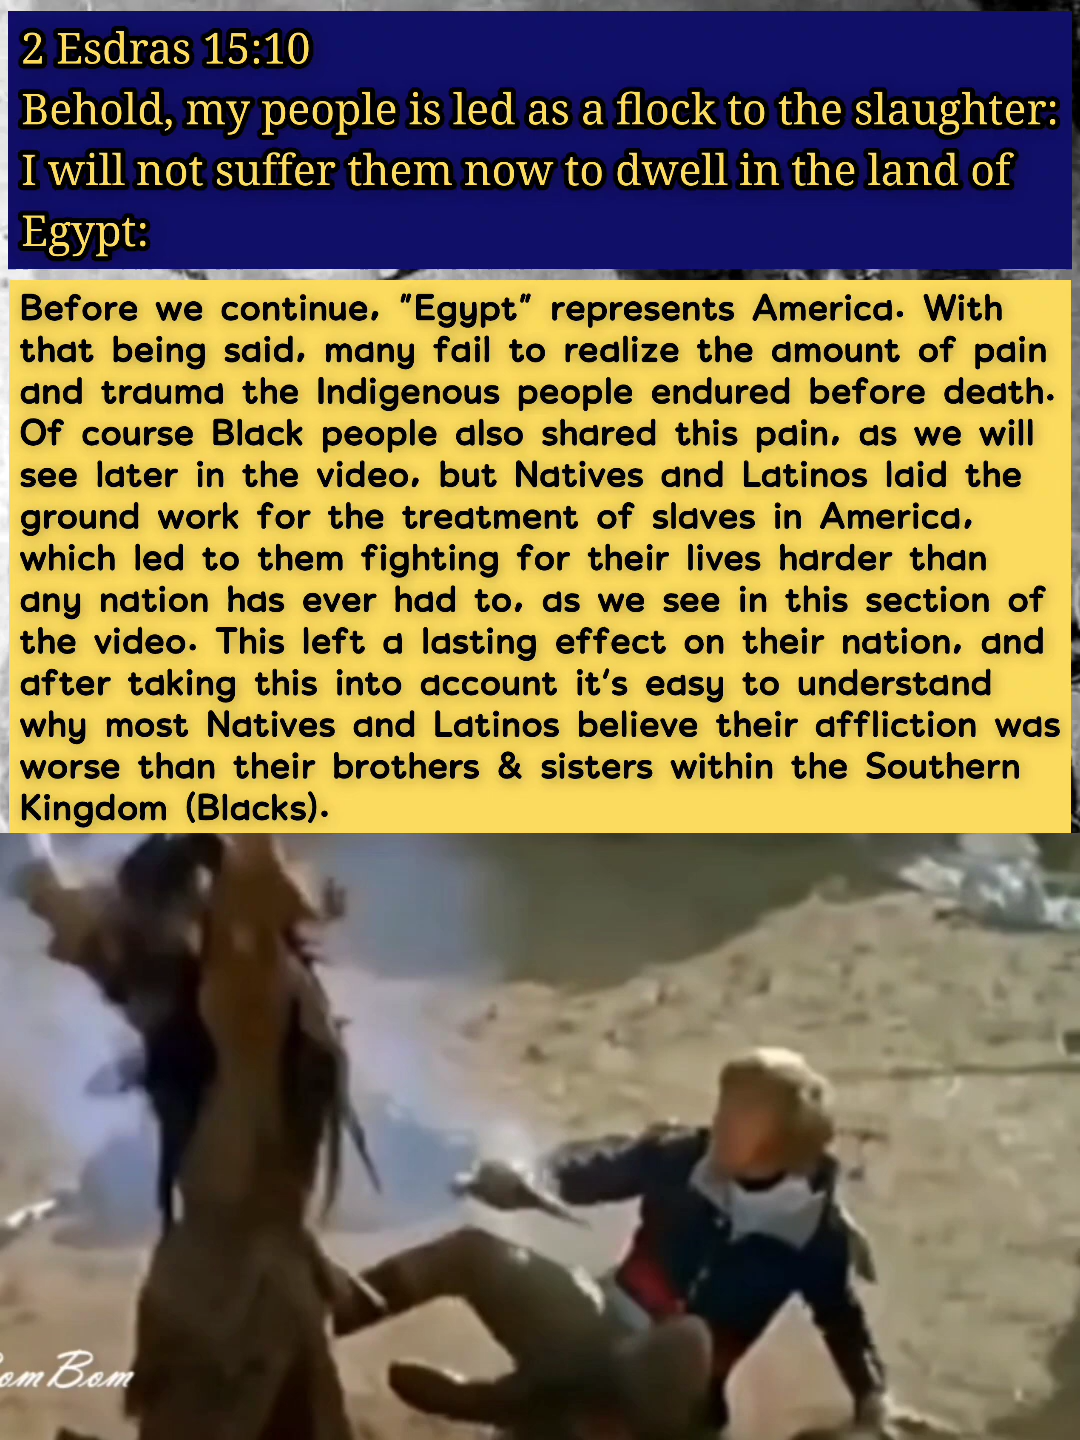 2 Esdras 15:10
Behold, my people is led as a flock to the slaughter:
I will not suffer them now to dwell in the land of
Egypt:
Before we continue, "Egypt" represents America. With
that being said, many fail to realize the amount of pain
and trauma the Indigenous people endured before death.
Of course Black people also shared this pain, as we will
see later in the video, but Natives and Latinos laid the
ground work for the treatment of slaves in America,
which led to them fighting for their lives harder than
any nation has ever had to, as we see in this section of
the video. This left a lasting effect on their nation, and
after taking this into account it's easy to understand
why most Natives and Latinos believe their affliction was
worse than their brothers & sisters within the Southern
Kingdom (Blacks).
Bom